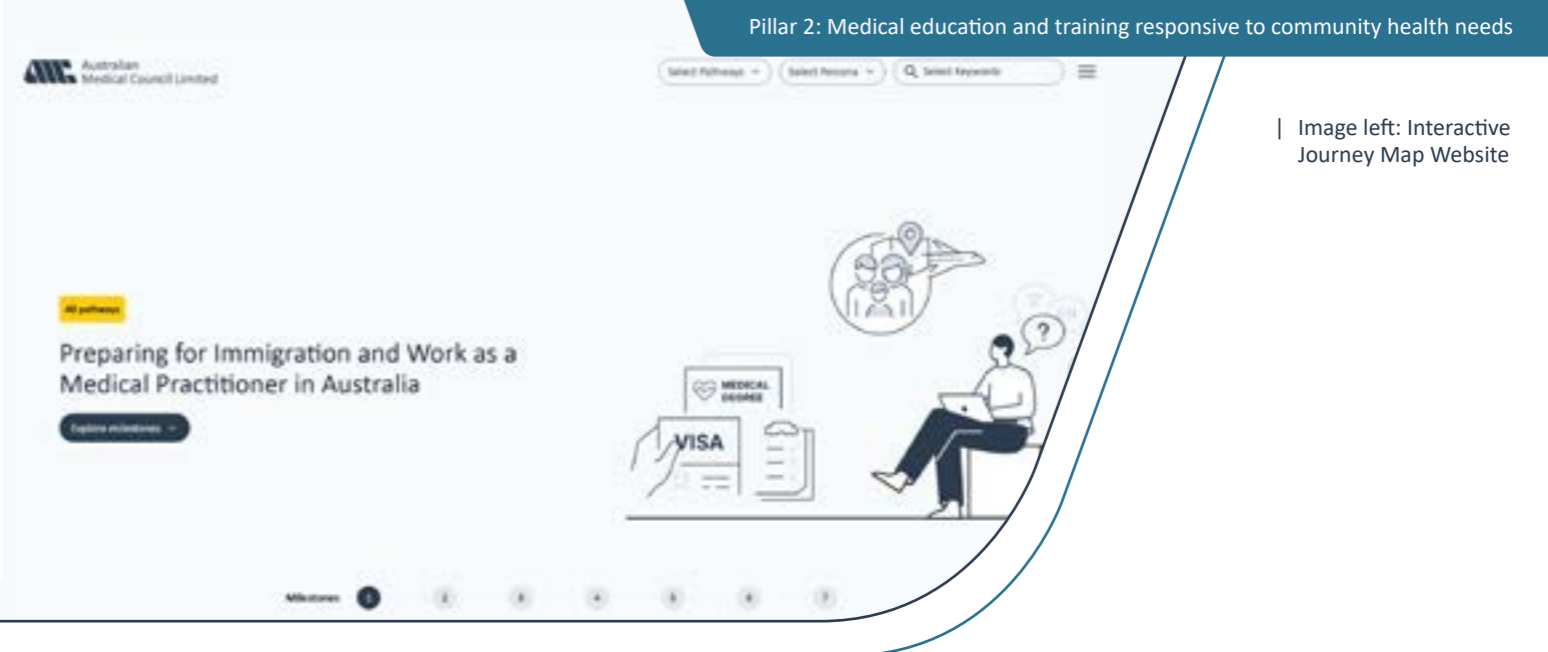 Pillar 2: Medical education and training responsive to community health needs
Australian
Medical Council Limited
Select Pathways
Select Persona
Select Keywords
| Image left: Interactive
Journey Map Website
All pathways
Preparing for Immigration and Work as a
Medical Practitioner in Australia
Explore milestones
MEDICAL
DEGREE
VISA
?
Milestones 1 2 3 4 5 6 7